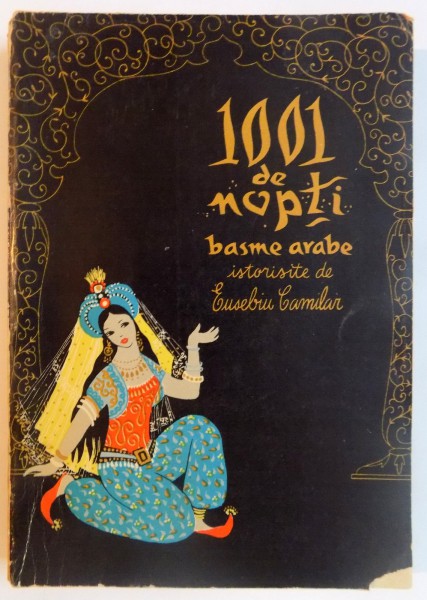 1001
de
nopţi
basme arabe
istorisite de
Eusebiu Camilar